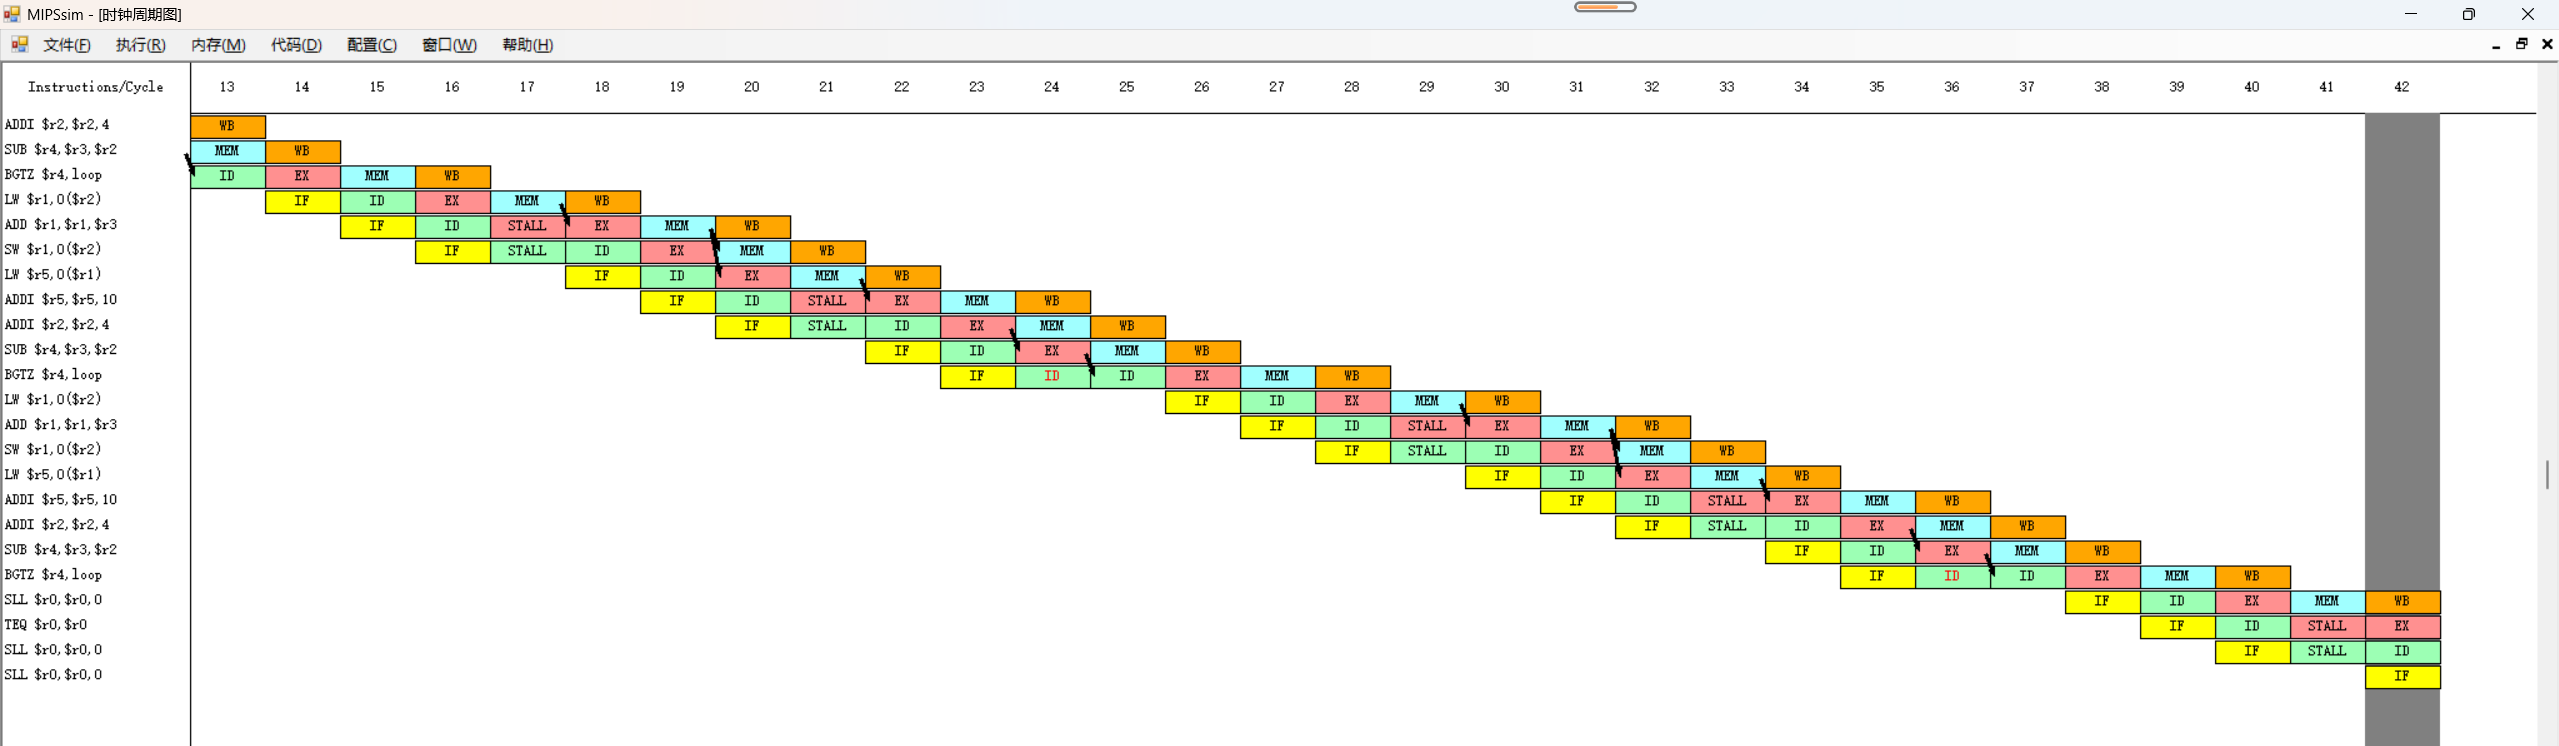 MIPSsim - [时钟周期图]
文件(F) 执行(R) 内存(M) 代码(D) 配置(C) 窗口(W) 帮助(H)
Instructions/Cycle 13 14 15 16 17 18 19 20 21 22 23 24 25 26 27 28 29 30 31 32 33 34 35 36 37 38 39 40 41 42
ADDI $r2,$r2,4 WB
SUB $r4,$r3,$r2 MEM WB
BGTZ $r4,loop ID EX MEM WB
LW $r1,0($r2) IF ID EX MEM WB
ADD $r1,$r1,$r3 IF ID STALL EX MEM WB
SW $r1,0($r2) IF STALL ID EX MEM WB
LW $r5,0($r1) IF ID EX MEM WB
ADDI $r5,$r5,10 IF ID STALL EX MEM WB
ADDI $r2,$r2,4 IF STALL ID EX MEM WB
SUB $r4,$r3,$r2 IF ID EX MEM WB
BGTZ $r4,loop IF ID ID EX MEM WB
LW $r1,0($r2) IF ID EX MEM WB
ADD $r1,$r1,$r3 IF ID STALL EX MEM WB
SW $r1,0($r2) IF STALL ID EX MEM WB
LW $r5,0($r1) IF ID EX MEM WB
ADDI $r5,$r5,10 IF ID STALL EX MEM WB
ADDI $r2,$r2,4 IF STALL ID EX MEM WB
SUB $r4,$r3,$r2 IF ID EX MEM WB
BGTZ $r4,loop IF ID ID EX MEM WB
SLL $r0,$r0,0 IF ID EX MEM WB
TEQ $r0,$r0 IF ID STALL EX
SLL $r0,$r0,0 IF STALL ID
SLL $r0,$r0,0 IF